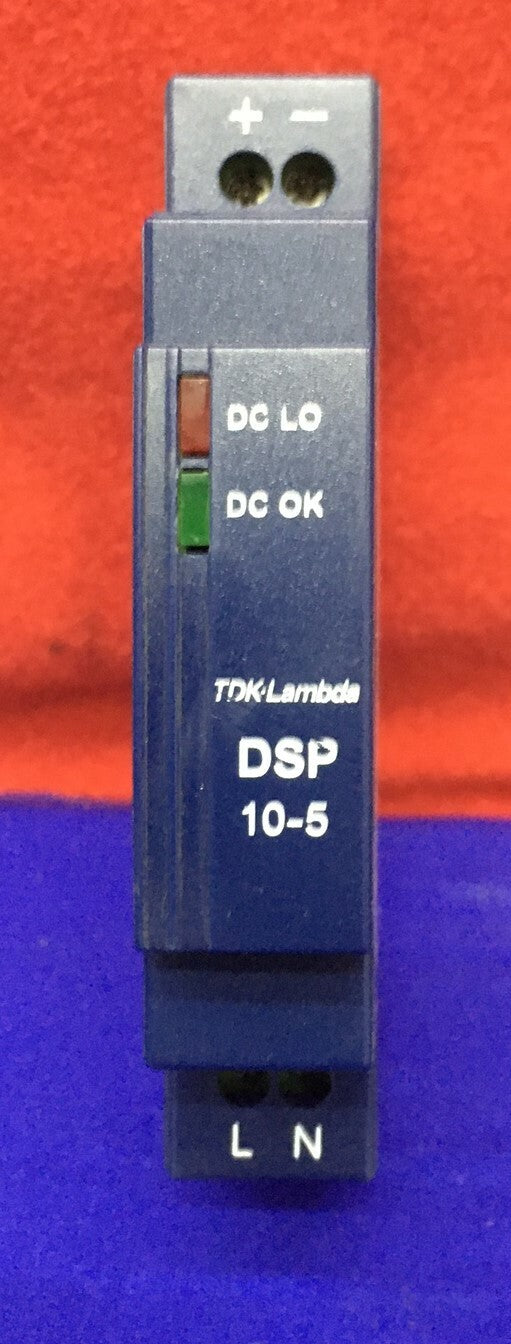 + −
DC LO
DC OK
TDK·Lambda
DSP
10-5
L N